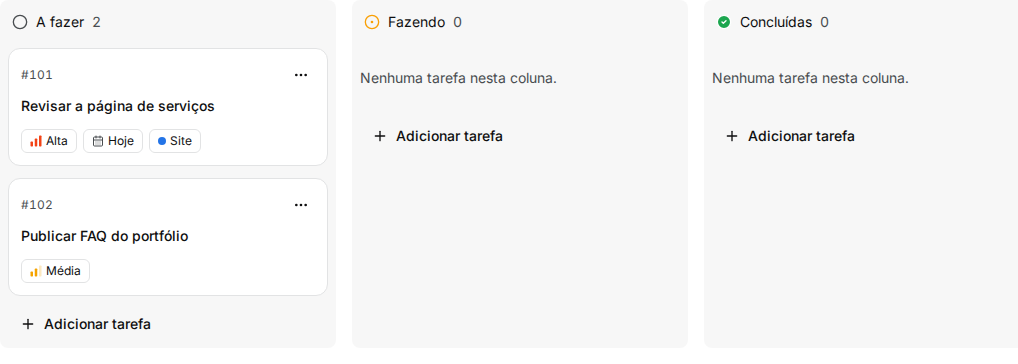 A fazer 2
#101
Revisar a página de serviços
Alta Hoje Site
#102
Publicar FAQ do portfólio
Média
Adicionar tarefa
Fazendo 0
Nenhuma tarefa nesta coluna.
Adicionar tarefa
Concluídas 0
Nenhuma tarefa nesta coluna.
Adicionar tarefa